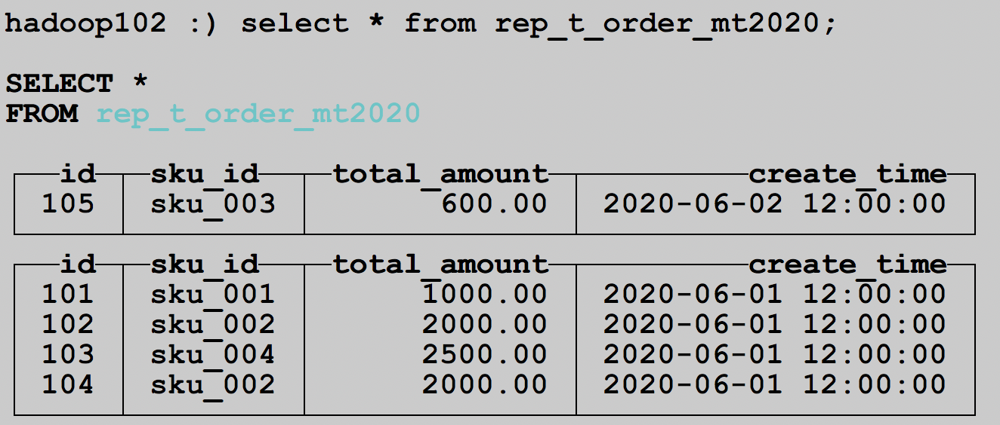 hadoop102 :) select * from rep_t_order_mt2020;
SELECT *
FROM rep_t_order_mt2020
id sku_id total_amount create_time
105 sku_003 600.00 2020-06-02 12:00:00
id sku_id total_amount create_time
101 sku_001 1000.00 2020-06-01 12:00:00
102 sku_002 2000.00 2020-06-01 12:00:00
103 sku_004 2500.00 2020-06-01 12:00:00
104 sku_002 2000.00 2020-06-01 12:00:00